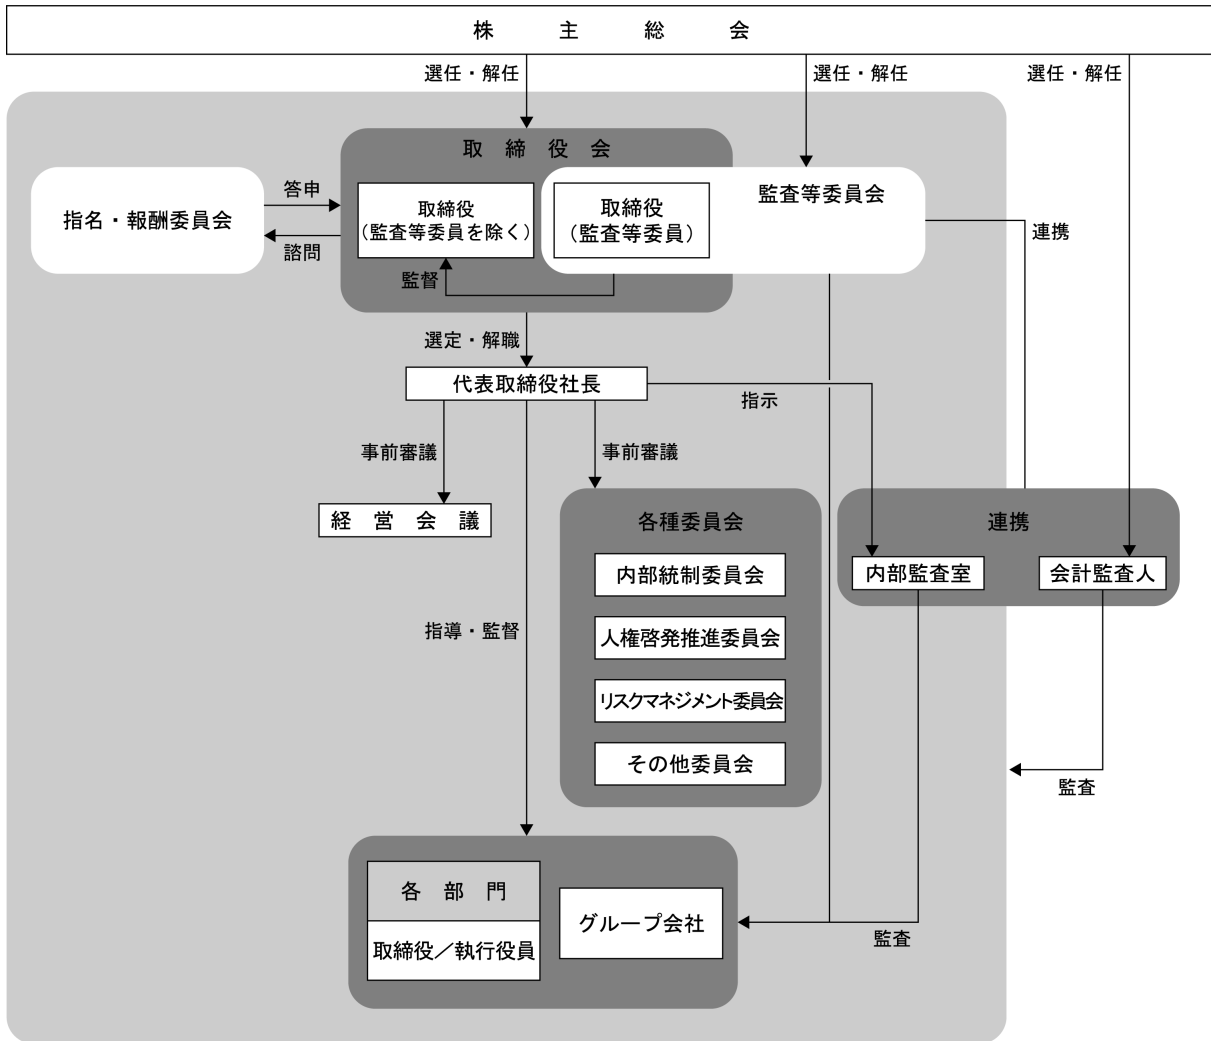 株主総会
選任・解任
選任・解任
選任・解任
取締役会
監査等委員会
指名・報酬委員会
答申
諮問
取締役
（監査等委員を除く）
取締役
（監査等委員）
監督
連携
選定・解職
代表取締役社長
指示
事前審議
事前審議
経営会議
各種委員会
内部統制委員会
人権啓発推進委員会
リスクマネジメント委員会
その他委員会
連携
内部監査室
会計監査人
指導・監督
監査
各部門
取締役／執行役員
グループ会社
監査